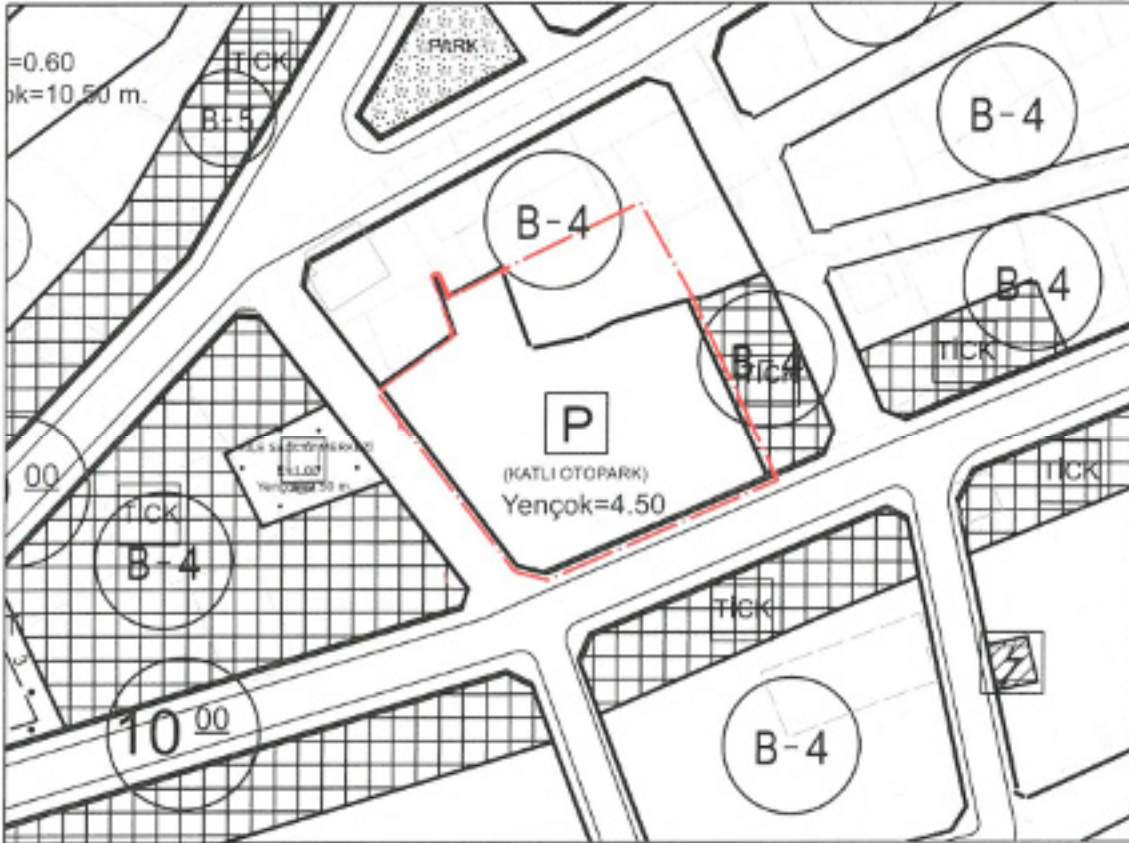 PARK
TİCK
=0.60
ok=10,50 m.
B-5
B-4
B-4
B-4
TİCK
B-4
TİCK
P
(KATLI OTOPARK)
Yençok=4.50
00
TİCK
B-4
TİCK
TİCK
10 00
B-4